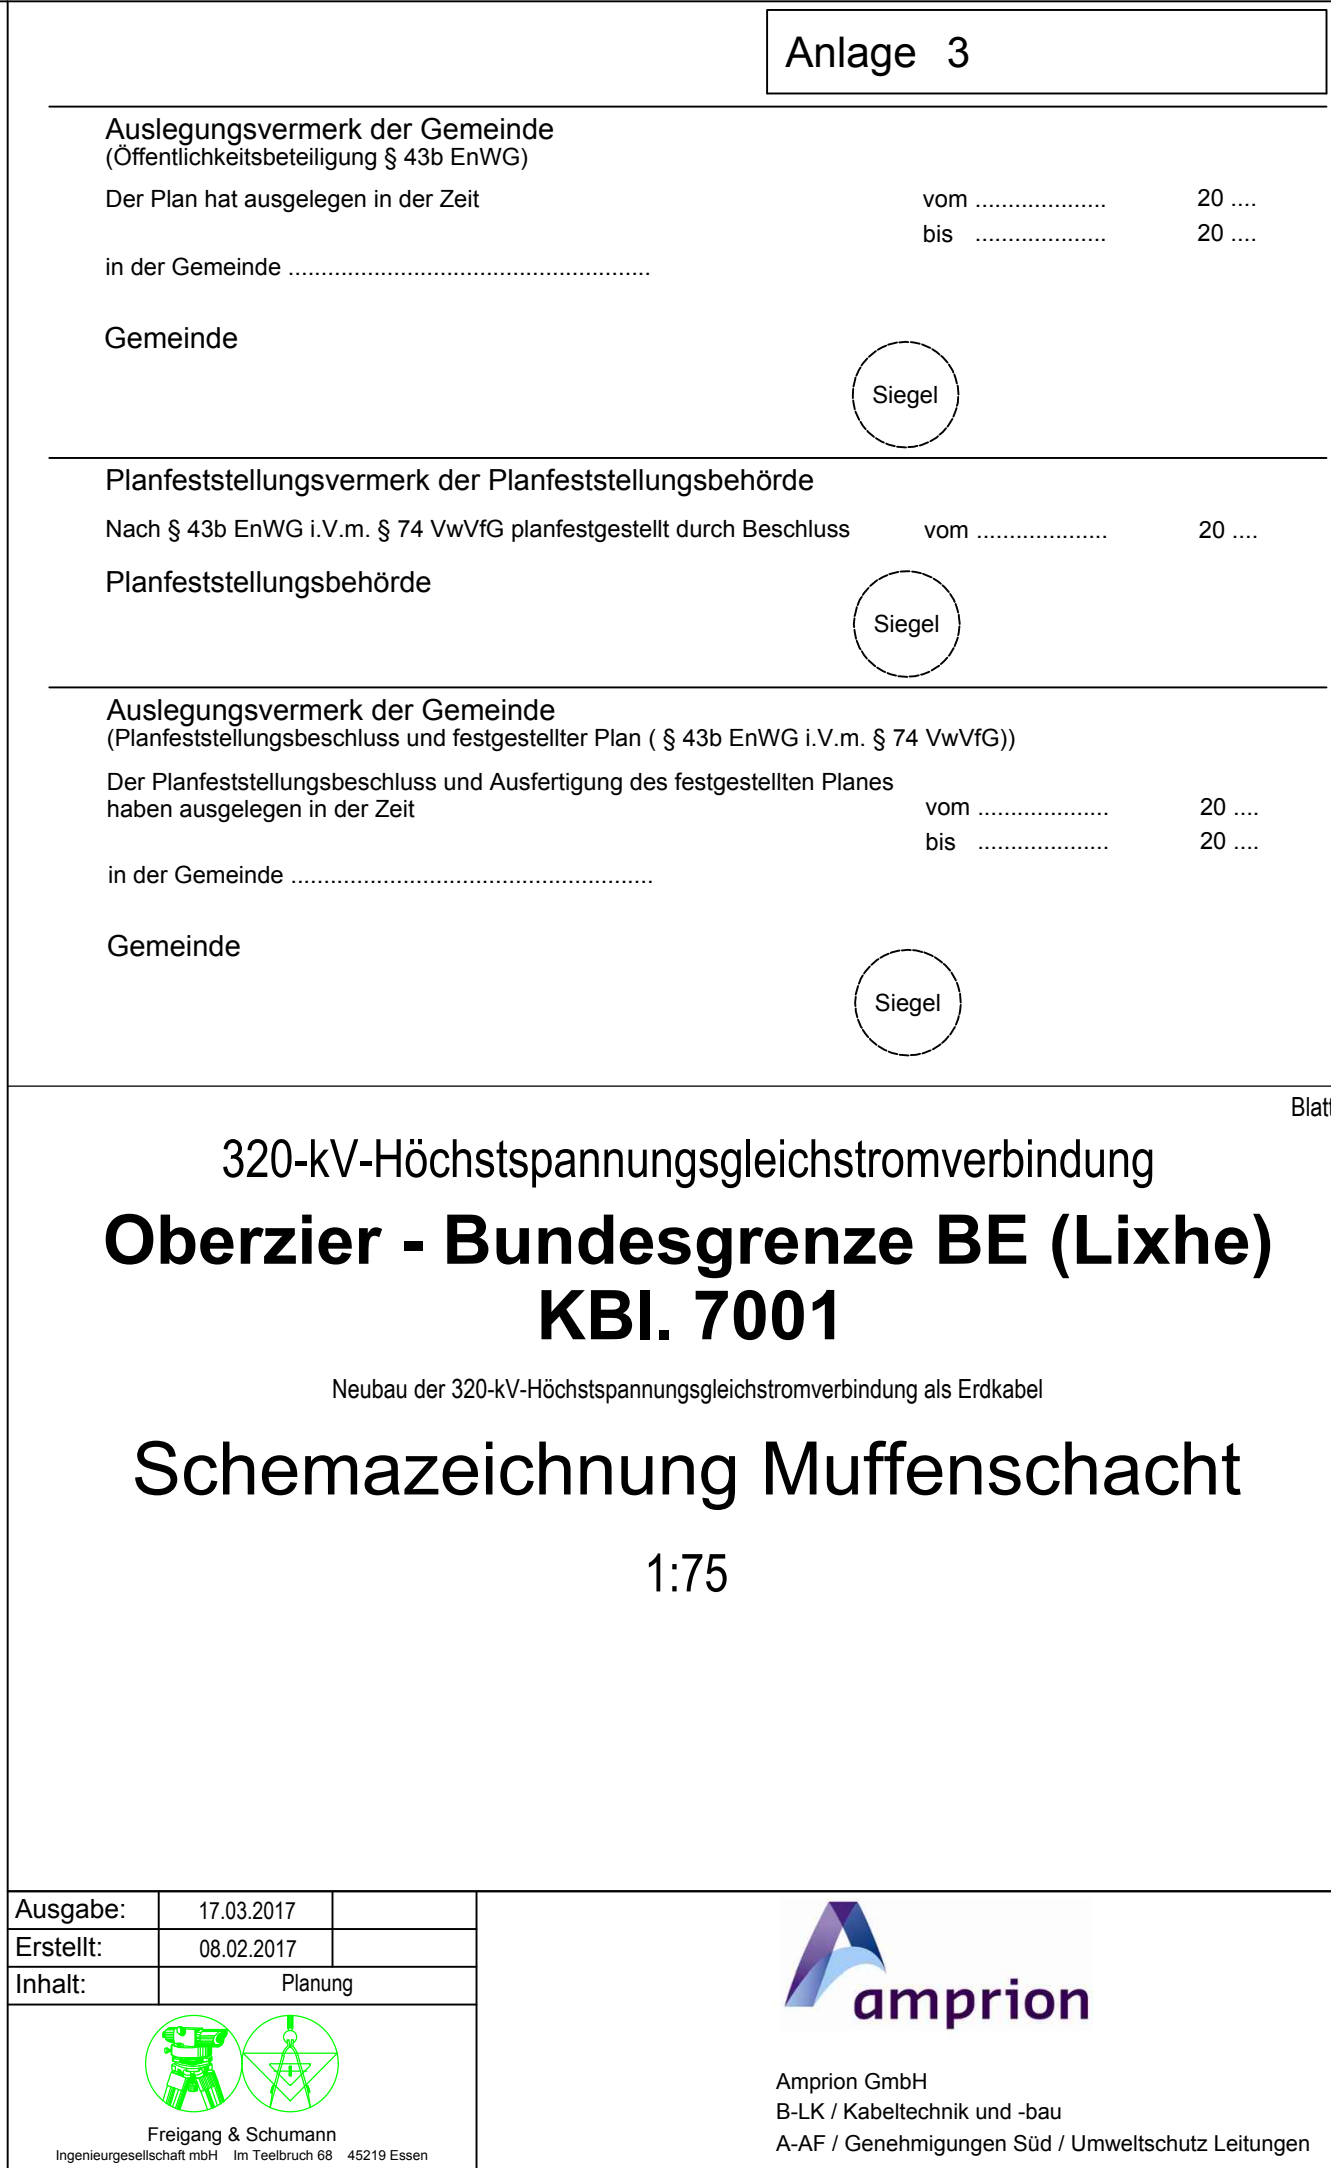 Anlage 3
Auslegungsvermerk der Gemeinde
(Öffentlichkeitsbeteiligung § 43b EnWG)
Der Plan hat ausgelegen in der Zeit vom .................... 20 ....
bis .................... 20 ....
in der Gemeinde .......................................................
Gemeinde
Siegel
Planfeststellungsvermerk der Planfeststellungsbehörde
Nach § 43b EnWG i.V.m. § 74 VwVfG planfestgestellt durch Beschluss vom .................... 20 ....
Planfeststellungsbehörde
Siegel
Auslegungsvermerk der Gemeinde
(Planfeststellungsbeschluss und festgestellter Plan ( § 43b EnWG i.V.m. § 74 VwVfG))
Der Planfeststellungsbeschluss und Ausfertigung des festgestellten Planes
haben ausgelegen in der Zeit vom .................... 20 ....
bis .................... 20 ....
in der Gemeinde .......................................................
Gemeinde
Siegel
Blatt
320-kV-Höchstspannungsgleichstromverbindung
Oberzier - Bundesgrenze BE (Lixhe)
KBl. 7001
Neubau der 320-kV-Höchstspannungsgleichstromverbindung als Erdkabel
Schemazeichnung Muffenschacht
1:75
Ausgabe: 17.03.2017
Erstellt: 08.02.2017
Inhalt: Planung
Freigang & Schumann
Ingenieurgesellschaft mbH Im Teelbruch 68 45219 Essen
amprion
Amprion GmbH
B-LK / Kabeltechnik und -bau
A-AF / Genehmigungen Süd / Umweltschutz Leitungen